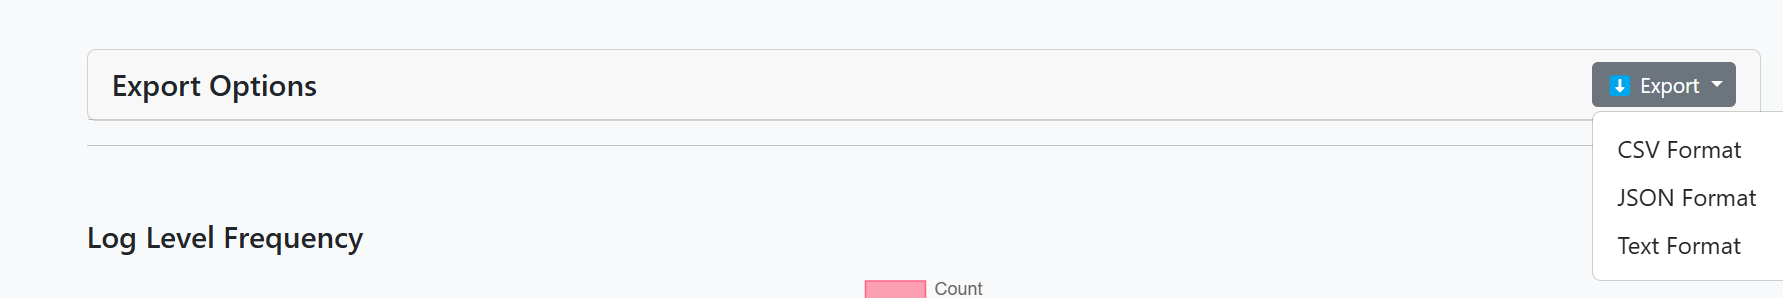 Export Options
Export
CSV Format
JSON Format
Text Format
Log Level Frequency
Count